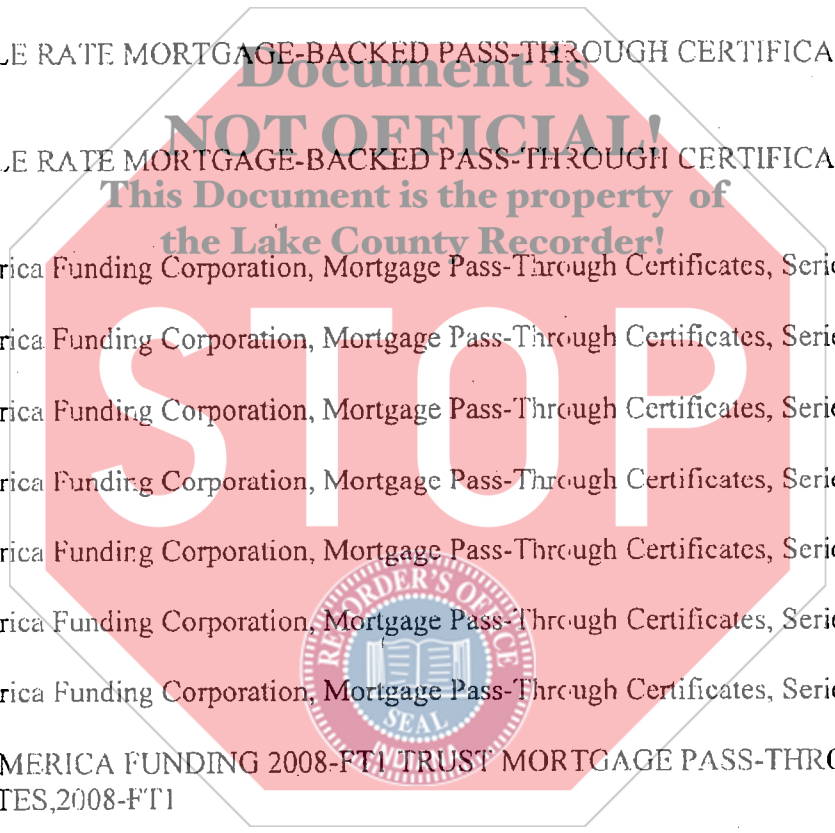 LE RATE MORTGAGE-BACKED PASS-THROUGH CERTIFICA
Document is
NOT OFFICIAL!
LE RATE MORTGAGE-BACKED PASS-THROUGH CERTIFICA
This Document is the property of
the Lake County Recorder!
rica Funding Corporation, Mortgage Pass-Through Certificates, Serie
rica Funding Corporation, Mortgage Pass-Through Certificates, Serie
STOP
rica Funding Corporation, Mortgage Pass-Through Certificates, Serie
rica Funding Corporation, Mortgage Pass-Through Certificates, Serie
rica Funding Corporation, Mortgage Pass-Through Certificates, Serie
RECORDER'S OFFICE
rica Funding Corporation, Mortgage Pass-Through Certificates, Serie
rica Funding Corporation, Mortgage Pass-Through Certificates, Serie
SEAL
INDIANA
MERICA FUNDING 2008-FT1 TRUST MORTGAGE PASS-THRO
TES,2008-FT1